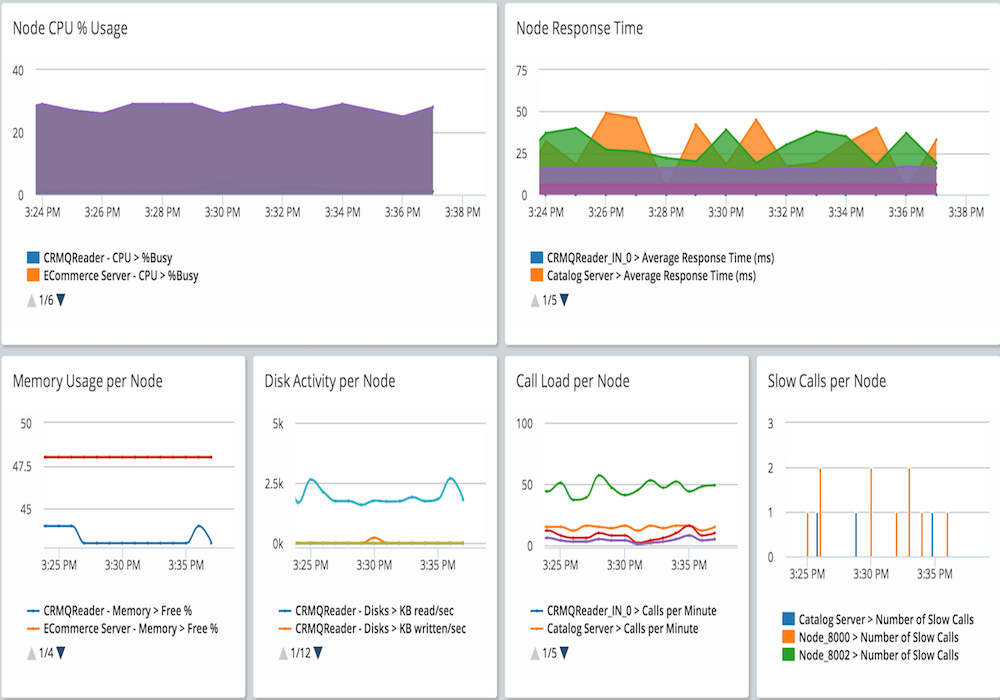 Node CPU % Usage
40
20
0
3:24 PM 3:26 PM 3:28 PM 3:30 PM 3:32 PM 3:34 PM 3:36 PM 3:38 PM
CRMQReader - CPU > %Busy
ECommerce Server - CPU > %Busy
1/6
Node Response Time
75
50
25
0
3:24 PM 3:26 PM 3:28 PM 3:30 PM 3:32 PM 3:34 PM 3:36 PM 3:38 PM
CRMQReader_IN_0 > Average Response Time (ms)
Catalog Server > Average Response Time (ms)
1/5
Memory Usage per Node
50
47.5
45
3:25 PM 3:30 PM 3:35 PM
CRMQReader - Memory > Free %
ECommerce Server - Memory > Free %
1/4
Disk Activity per Node
5k
2.5k
0k
3:25 PM 3:30 PM 3:35 PM
CRMQReader - Disks > KB read/sec
CRMQReader - Disks > KB written/sec
1/12
Call Load per Node
100
50
0
3:25 PM 3:30 PM 3:35 PM
CRMQReader_IN_0 > Calls per Minute
Catalog Server > Calls per Minute
1/5
Slow Calls per Node
3
2
1
0
3:25 PM 3:30 PM 3:35 PM
Catalog Server > Number of Slow Calls
Node_8000 > Number of Slow Calls
Node_8002 > Number of Slow Calls